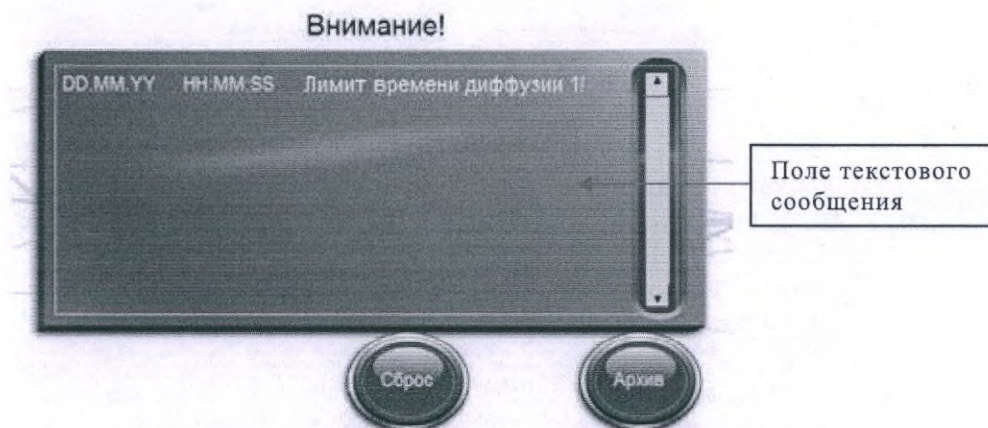 Внимание!
DD.MM.YY HH.MM.SS Лимит времени диффузии 1!
Поле текстового
сообщения
Сброс
Архив